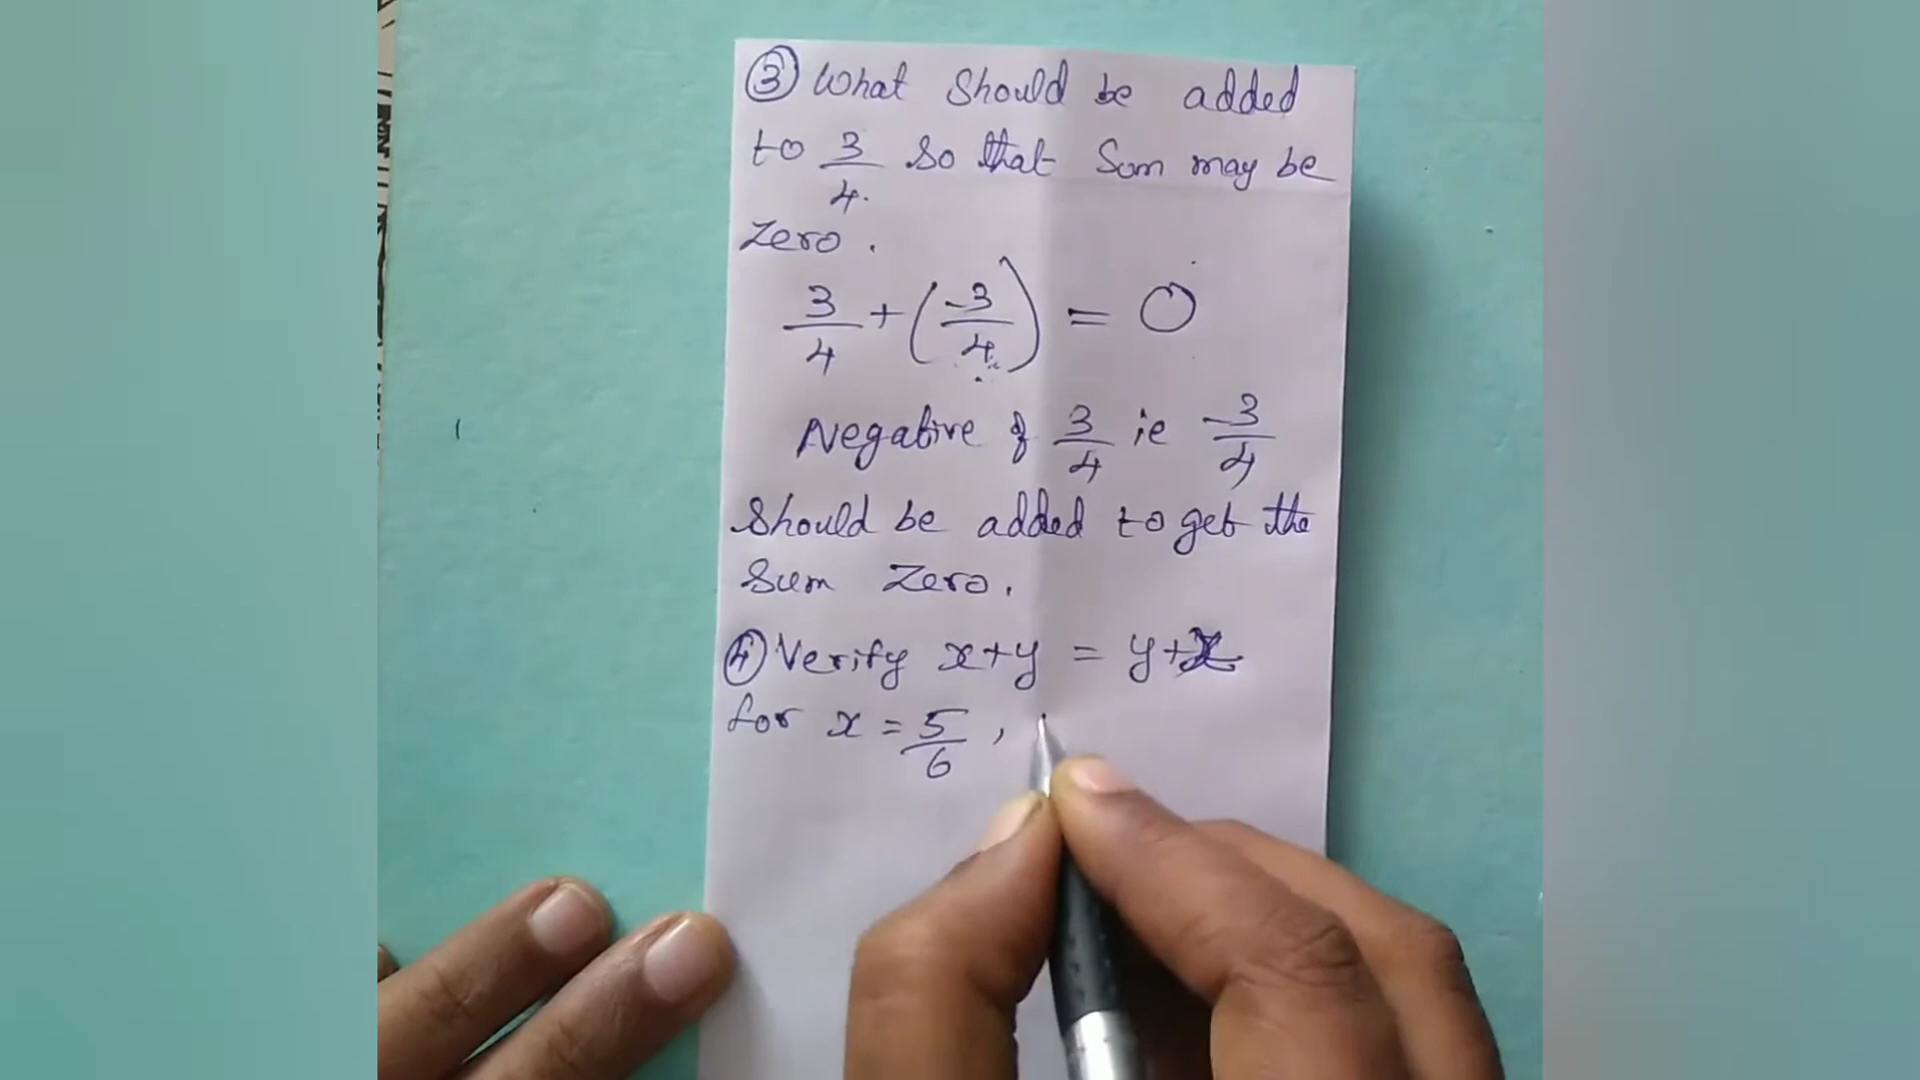 ③ What should be added
to 3/4 so that Sum may be
Zero.
3/4 + (-3/4) = 0
Negative of 3/4 ie -3/4
should be added to get the
Sum Zero.
④ Verify x+y = y+x
for x = 5/6 ,